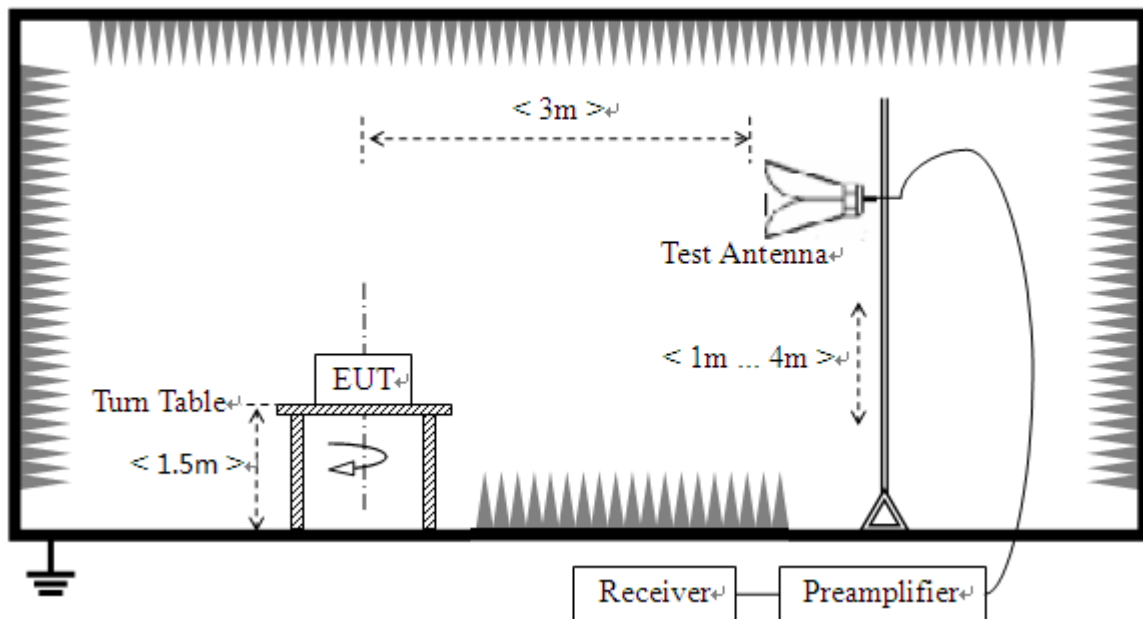 < 3m >↵
Test Antenna↵
< 1m ... 4m >↵
EUT↵
Turn Table↵
< 1.5m >↵
Receiver↵
Preamplifier↵